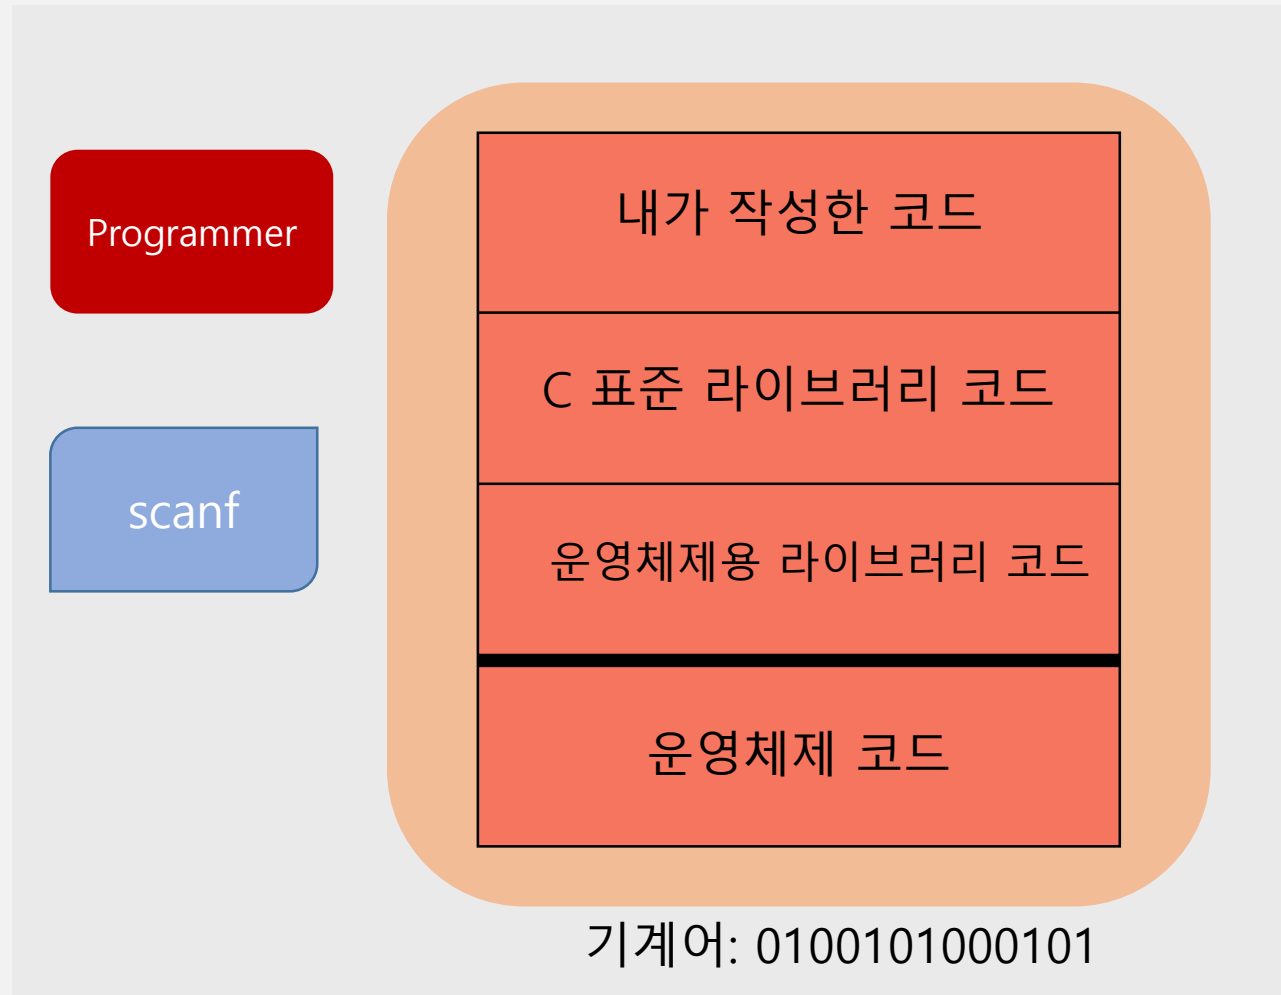 Programmer
scanf
내가 작성한 코드
C 표준 라이브러리 코드
운영체제용 라이브러리 코드
운영체제 코드
기계어: 0100101000101